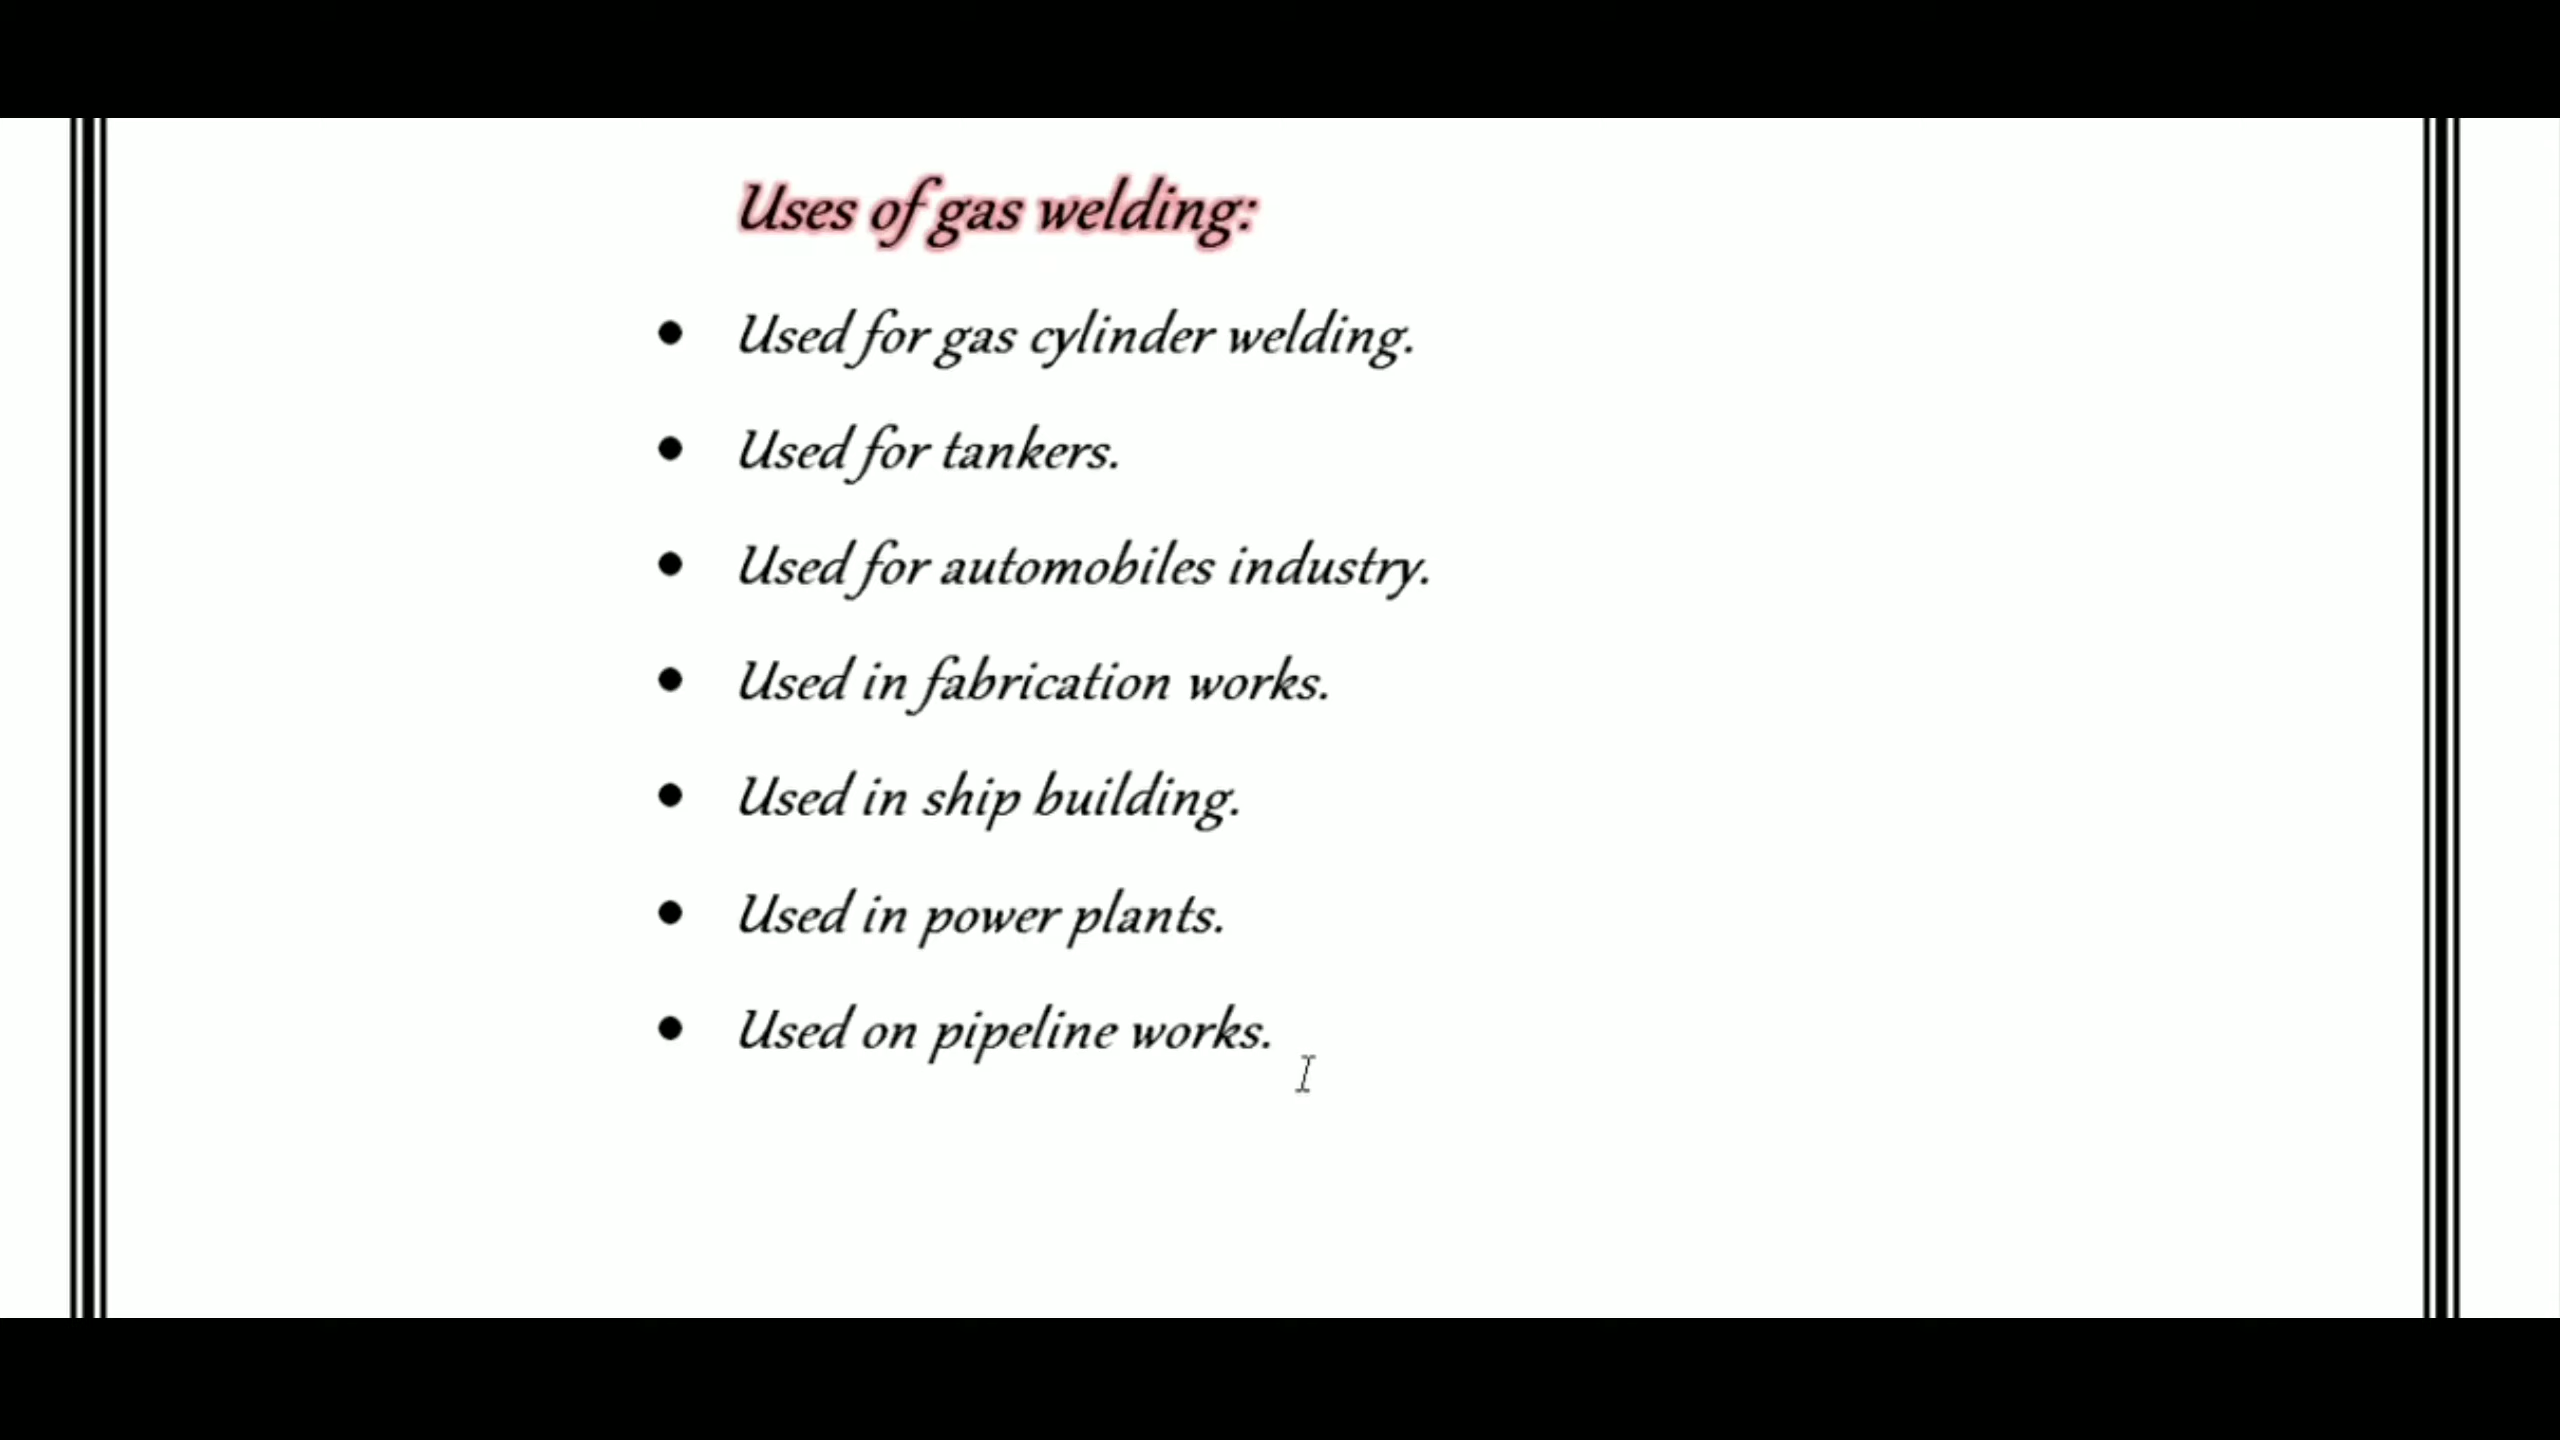 Uses of gas welding:
● Used for gas cylinder welding.
● Used for tankers.
● Used for automobiles industry.
● Used in fabrication works.
● Used in ship building.
● Used in power plants.
● Used on pipeline works.